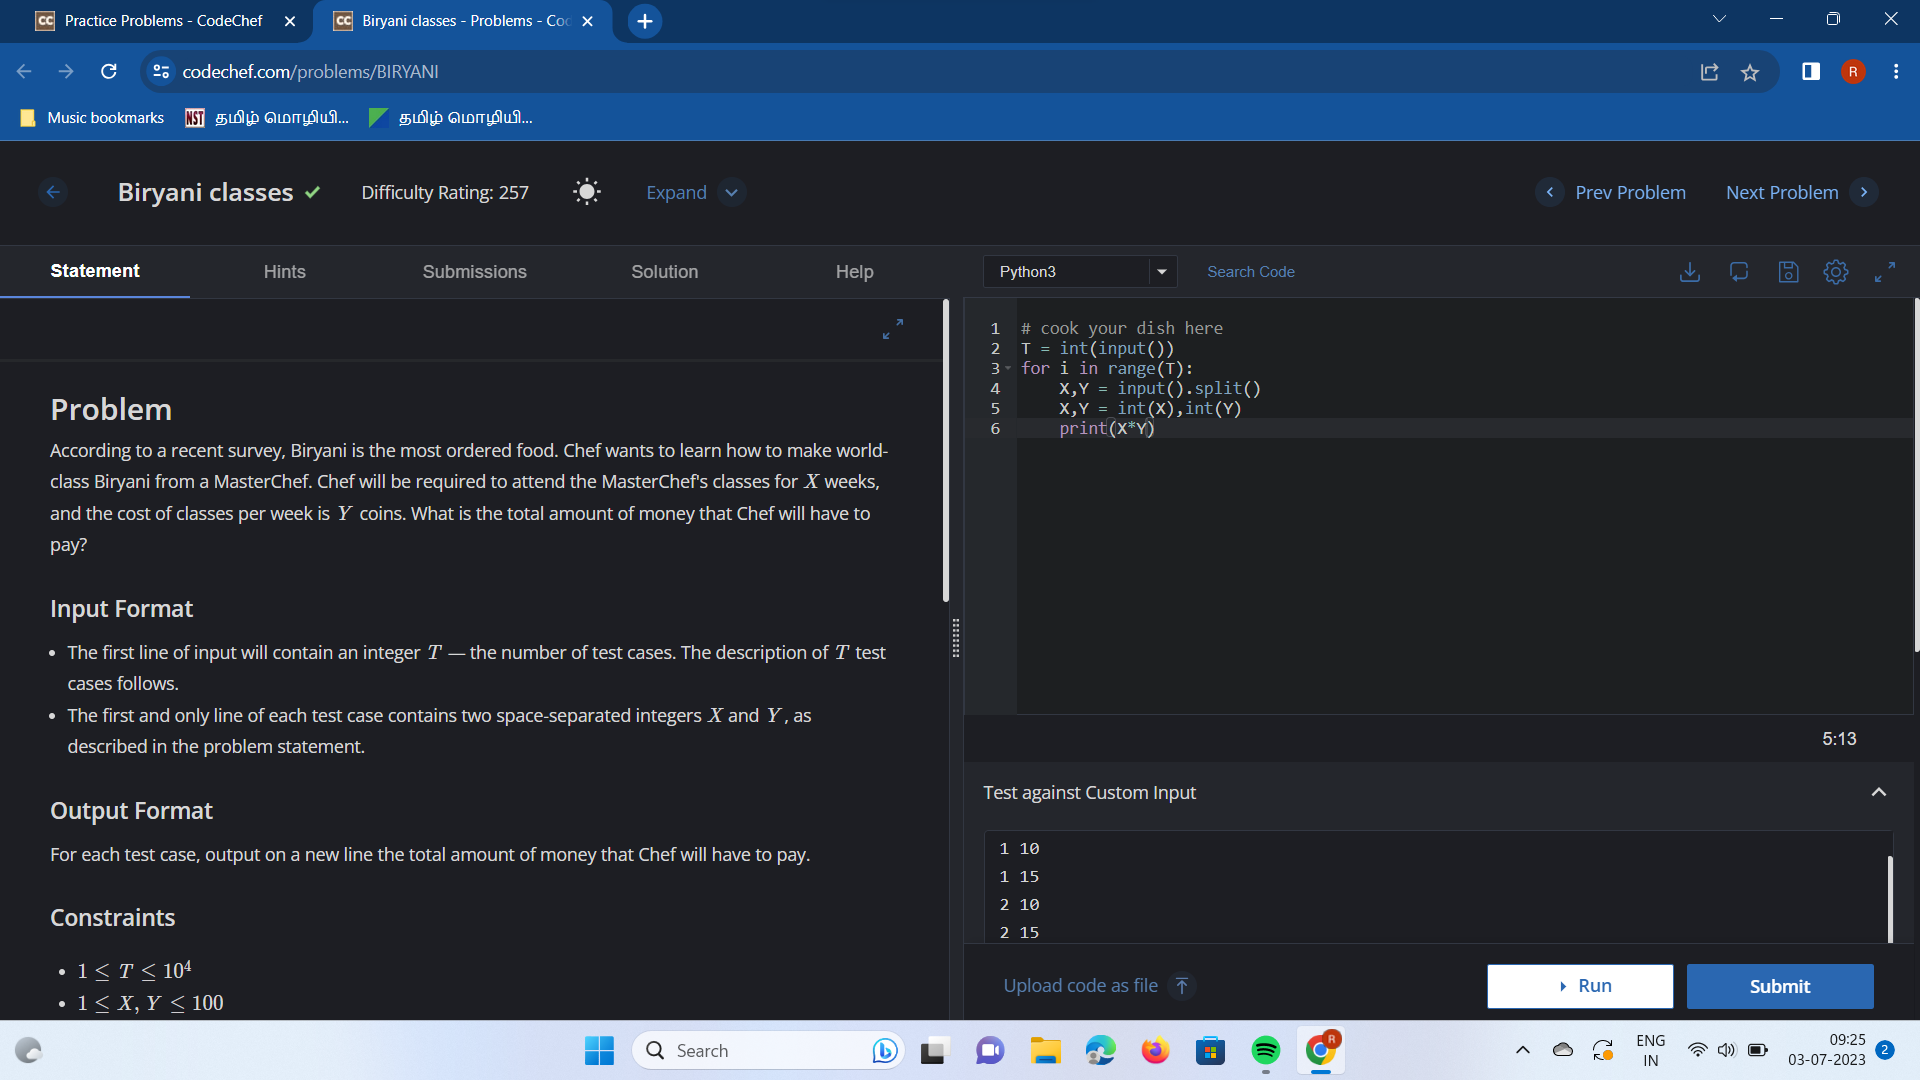 Practice Problems - CodeChef
Biryani classes - Problems - Coc
codechef.com/problems/BIRYANI
R
Music bookmarks
NST தமிழ் மொழியி...
தமிழ் மொழியி...
Biryani classes
Difficulty Rating: 257
Expand
Prev Problem
Next Problem
Statement
Hints
Submissions
Solution
Help
Python3
Search Code
Problem
According to a recent survey, Biryani is the most ordered food. Chef wants to learn how to make world-
class Biryani from a MasterChef. Chef will be required to attend the MasterChef's classes for X weeks,
and the cost of classes per week is Y coins. What is the total amount of money that Chef will have to
pay?
Input Format
• The first line of input will contain an integer T — the number of test cases. The description of T test
cases follows.
• The first and only line of each test case contains two space-separated integers X and Y, as
described in the problem statement.
Output Format
For each test case, output on a new line the total amount of money that Chef will have to pay.
Constraints
• 1 ≤ T ≤ 10⁴
• 1 ≤ X, Y ≤ 100
1 # cook your dish here
2 T = int(input())
3 for i in range(T):
4     X,Y = input().split()
5     X,Y = int(X),int(Y)
6     print(X*Y)
5:13
Test against Custom Input
1 10
1 15
2 10
2 15
Upload code as file
Run
Submit
Search
R
ENG
IN
09:25
03-07-2023
2